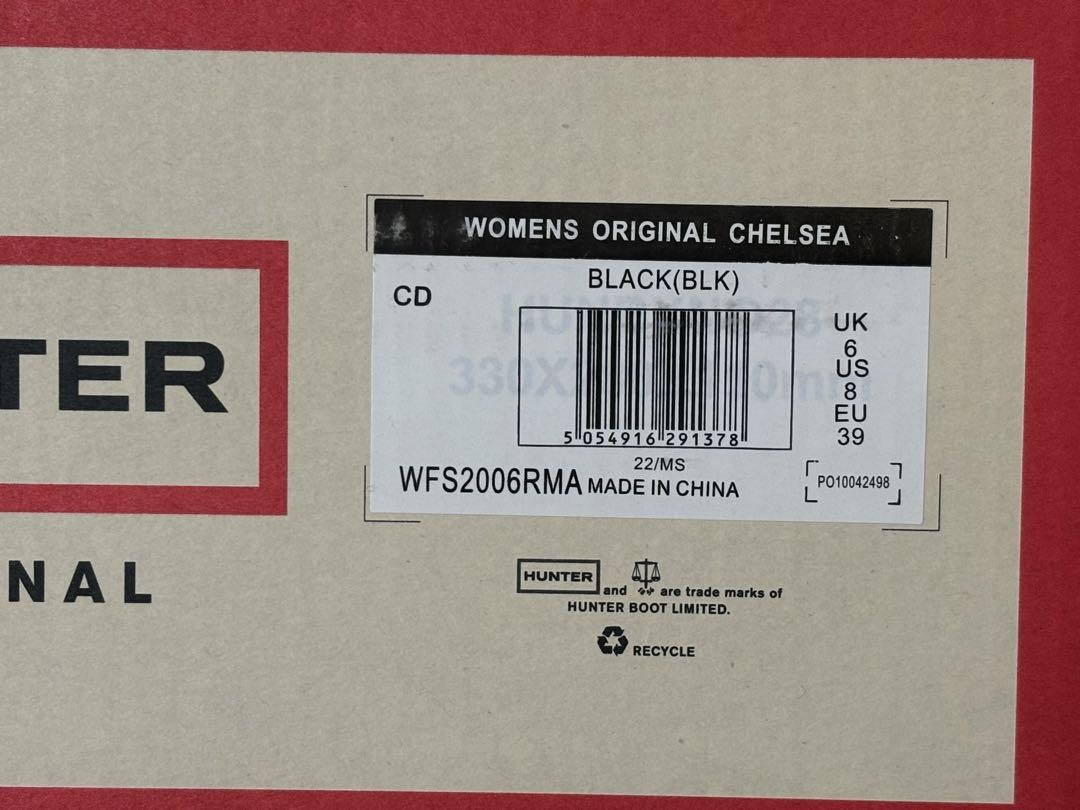 WOMENS ORIGINAL CHELSEA
BLACK(BLK)
CD
UK
6
US
8
EU
39
5 054916 291378
22/MS
WFS2006RMA MADE IN CHINA
PO10042498
TER
NAL
HUNTER and are trade marks of
HUNTER BOOT LIMITED.
RECYCLE